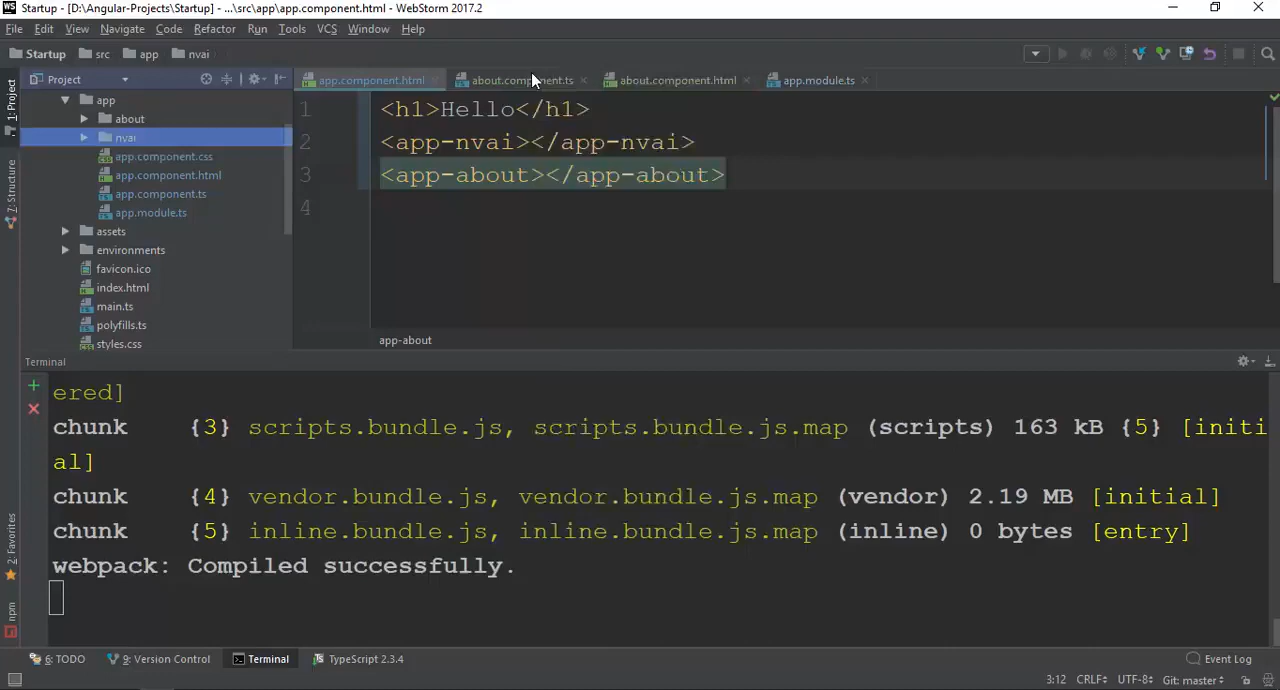 WS Startup - [D:\Angular-Projects\Startup] - ...\src\app\app.component.html - WebStorm 2017.2
File Edit View Navigate Code Refactor Run Tools VCS Window Help
Startup src app nvai
1: Project
Z: Structure
2: Favorites
npm
Project
app
about
nvai
app.component.css
app.component.html
app.component.ts
app.module.ts
assets
environments
favicon.ico
index.html
main.ts
polyfills.ts
styles.css
app.component.html about.component.ts about.component.html app.module.ts
1 <h1>Hello</h1>
2 <app-nvai></app-nvai>
3 <app-about></app-about>
4
app-about
Terminal
ered]
chunk {3} scripts.bundle.js, scripts.bundle.js.map (scripts) 163 kB {5} [initi
al]
chunk {4} vendor.bundle.js, vendor.bundle.js.map (vendor) 2.19 MB [initial]
chunk {5} inline.bundle.js, inline.bundle.js.map (inline) 0 bytes [entry]
webpack: Compiled successfully.
6: TODO 9: Version Control Terminal TypeScript 2.3.4 Event Log
3:12 CRLF UTF-8 Git: master